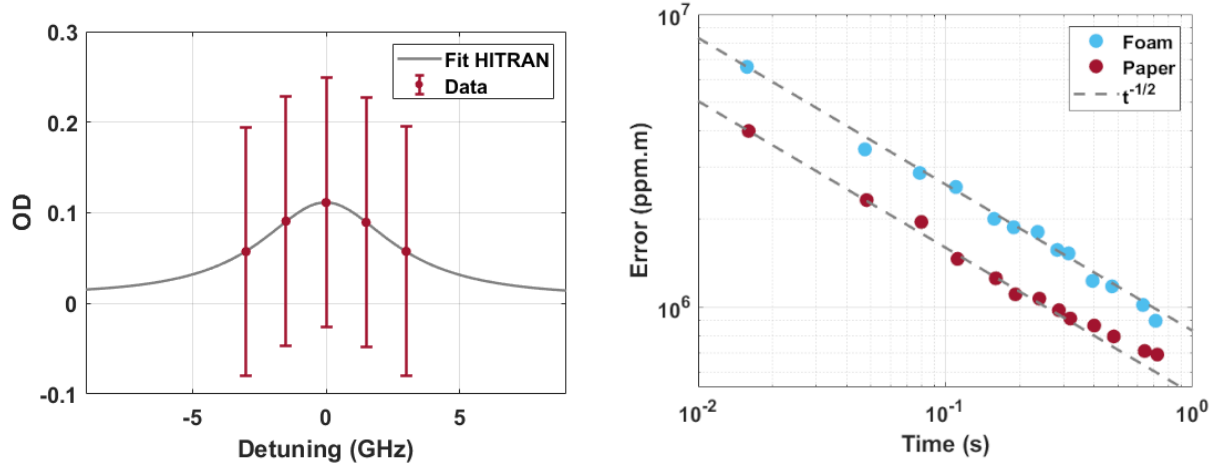 0.3
0.2
0.1
0
-0.1
OD
-5
0
5
Detuning (GHz)
Fit HITRAN
Data
10^7
10^6
Error (ppm.m)
10^-2
10^-1
10^0
Time (s)
Foam
Paper
t^-1/2